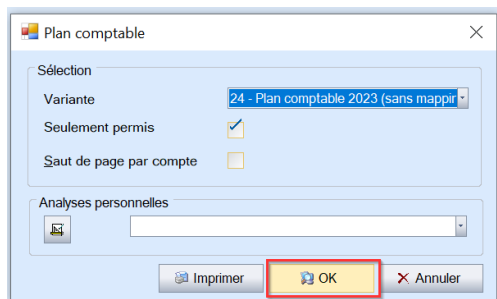 Plan comptable
Sélection
Variante
24 - Plan comptable 2023 (sans mappin
Seulement permis
Saut de page par compte
Analyses personnelles
Imprimer
OK
Annuler